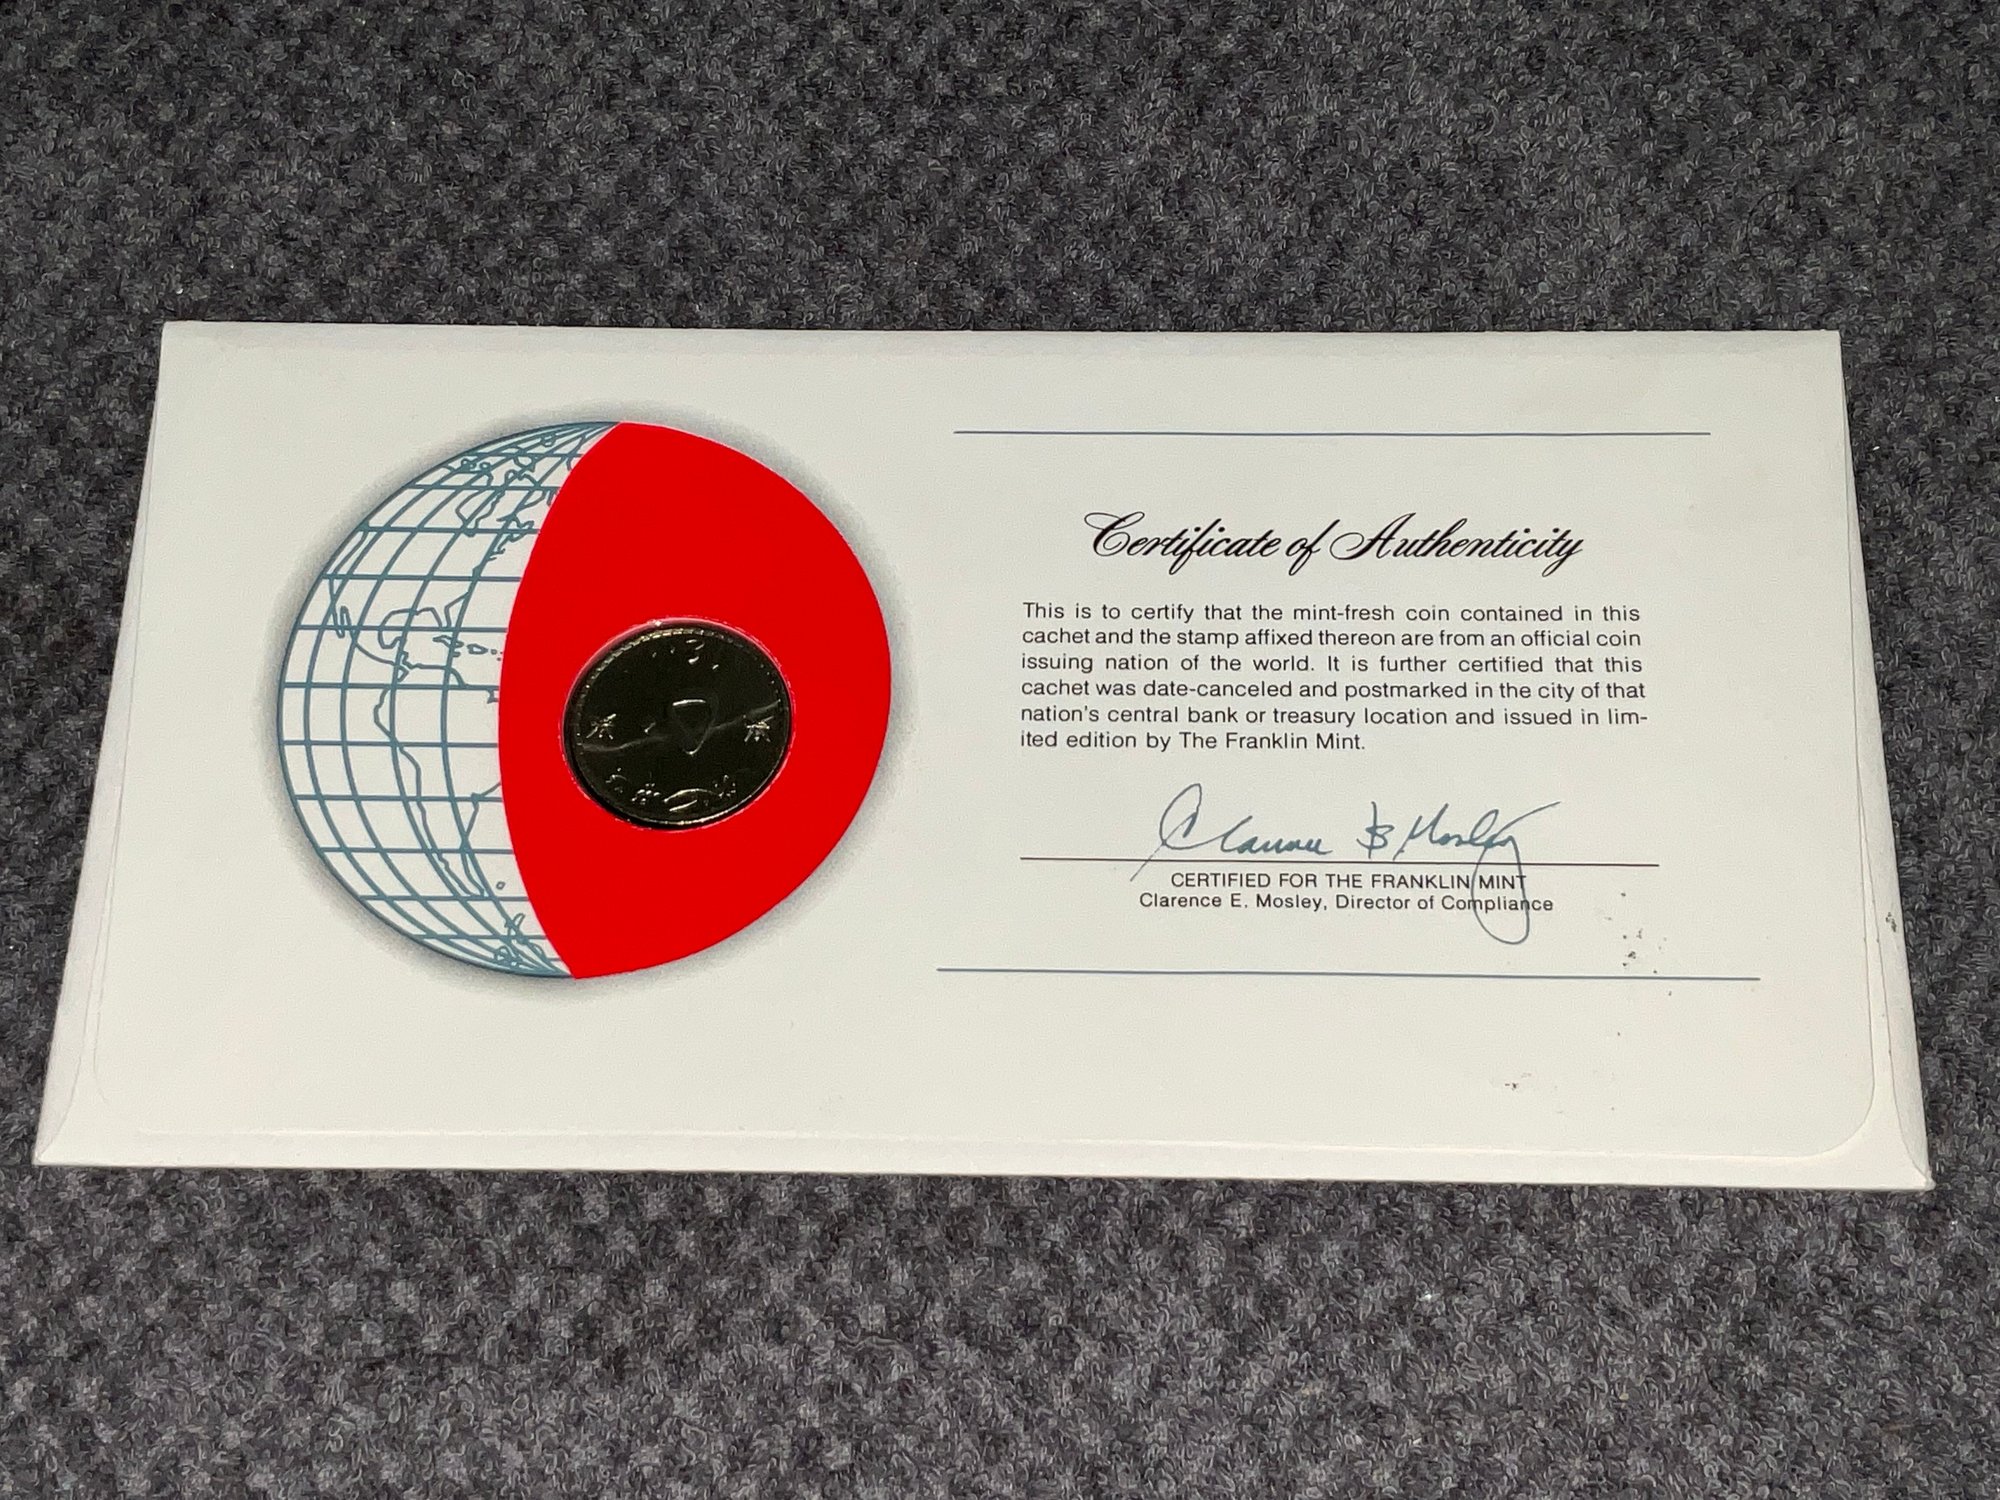 Certificate of Authenticity
This is to certify that the mint-fresh coin contained in this
cachet and the stamp affixed thereon are from an official coin
issuing nation of the world. It is further certified that this
cachet was date-canceled and postmarked in the city of that
nation's central bank or treasury location and issued in lim-
ited edition by The Franklin Mint.
CERTIFIED FOR THE FRANKLIN MINT
Clarence E. Mosley, Director of Compliance